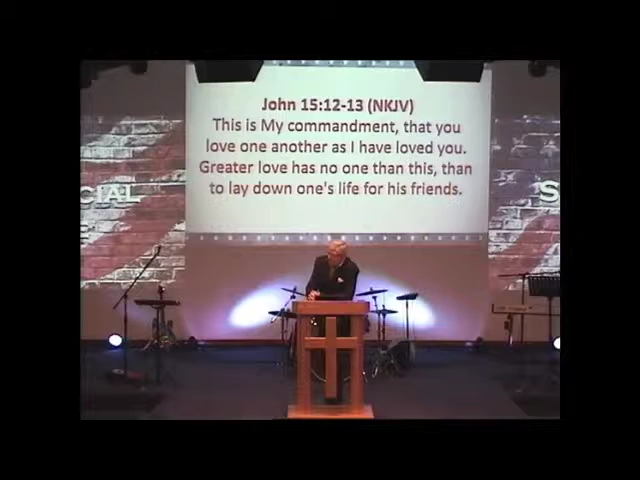 John 15:12-13 (NKJV)
This is My commandment, that you
love one another as I have loved you.
Greater love has no one than this, than
to lay down one's life for his friends.
CIAL
S